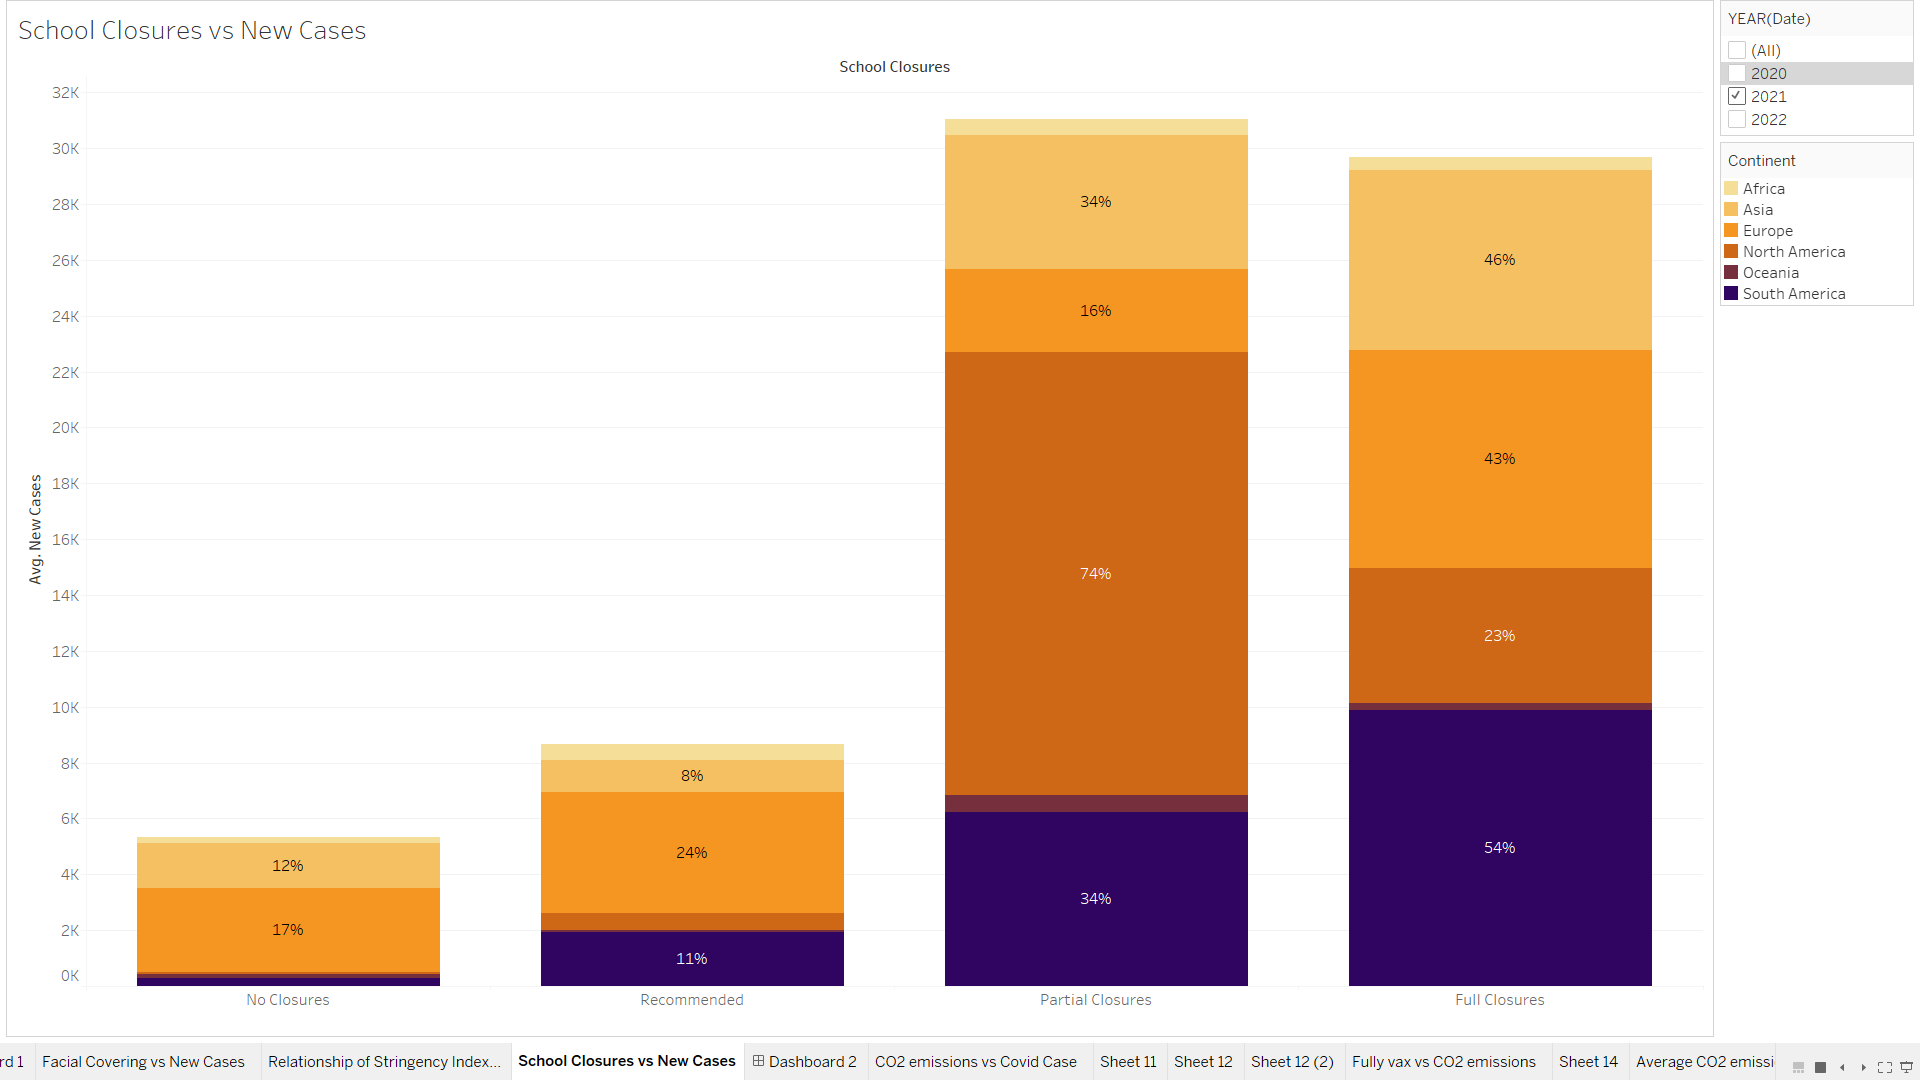 School Closures vs New Cases
School Closures
32K
30K
28K
26K
24K
22K
20K
18K
16K
14K
12K
10K
8K
6K
4K
2K
0K
Avg. New Cases
12%
17%
8%
24%
11%
34%
16%
74%
34%
46%
43%
23%
54%
No Closures
Recommended
Partial Closures
Full Closures
YEAR(Date)
(All)
2020
2021
2022
Continent
Africa
Asia
Europe
North America
Oceania
South America
rd 1
Facial Covering vs New Cases
Relationship of Stringency Index...
School Closures vs New Cases
Dashboard 2
CO2 emissions vs Covid Case
Sheet 11
Sheet 12
Sheet 12 (2)
Fully vax vs CO2 emissions
Sheet 14
Average CO2 emissi